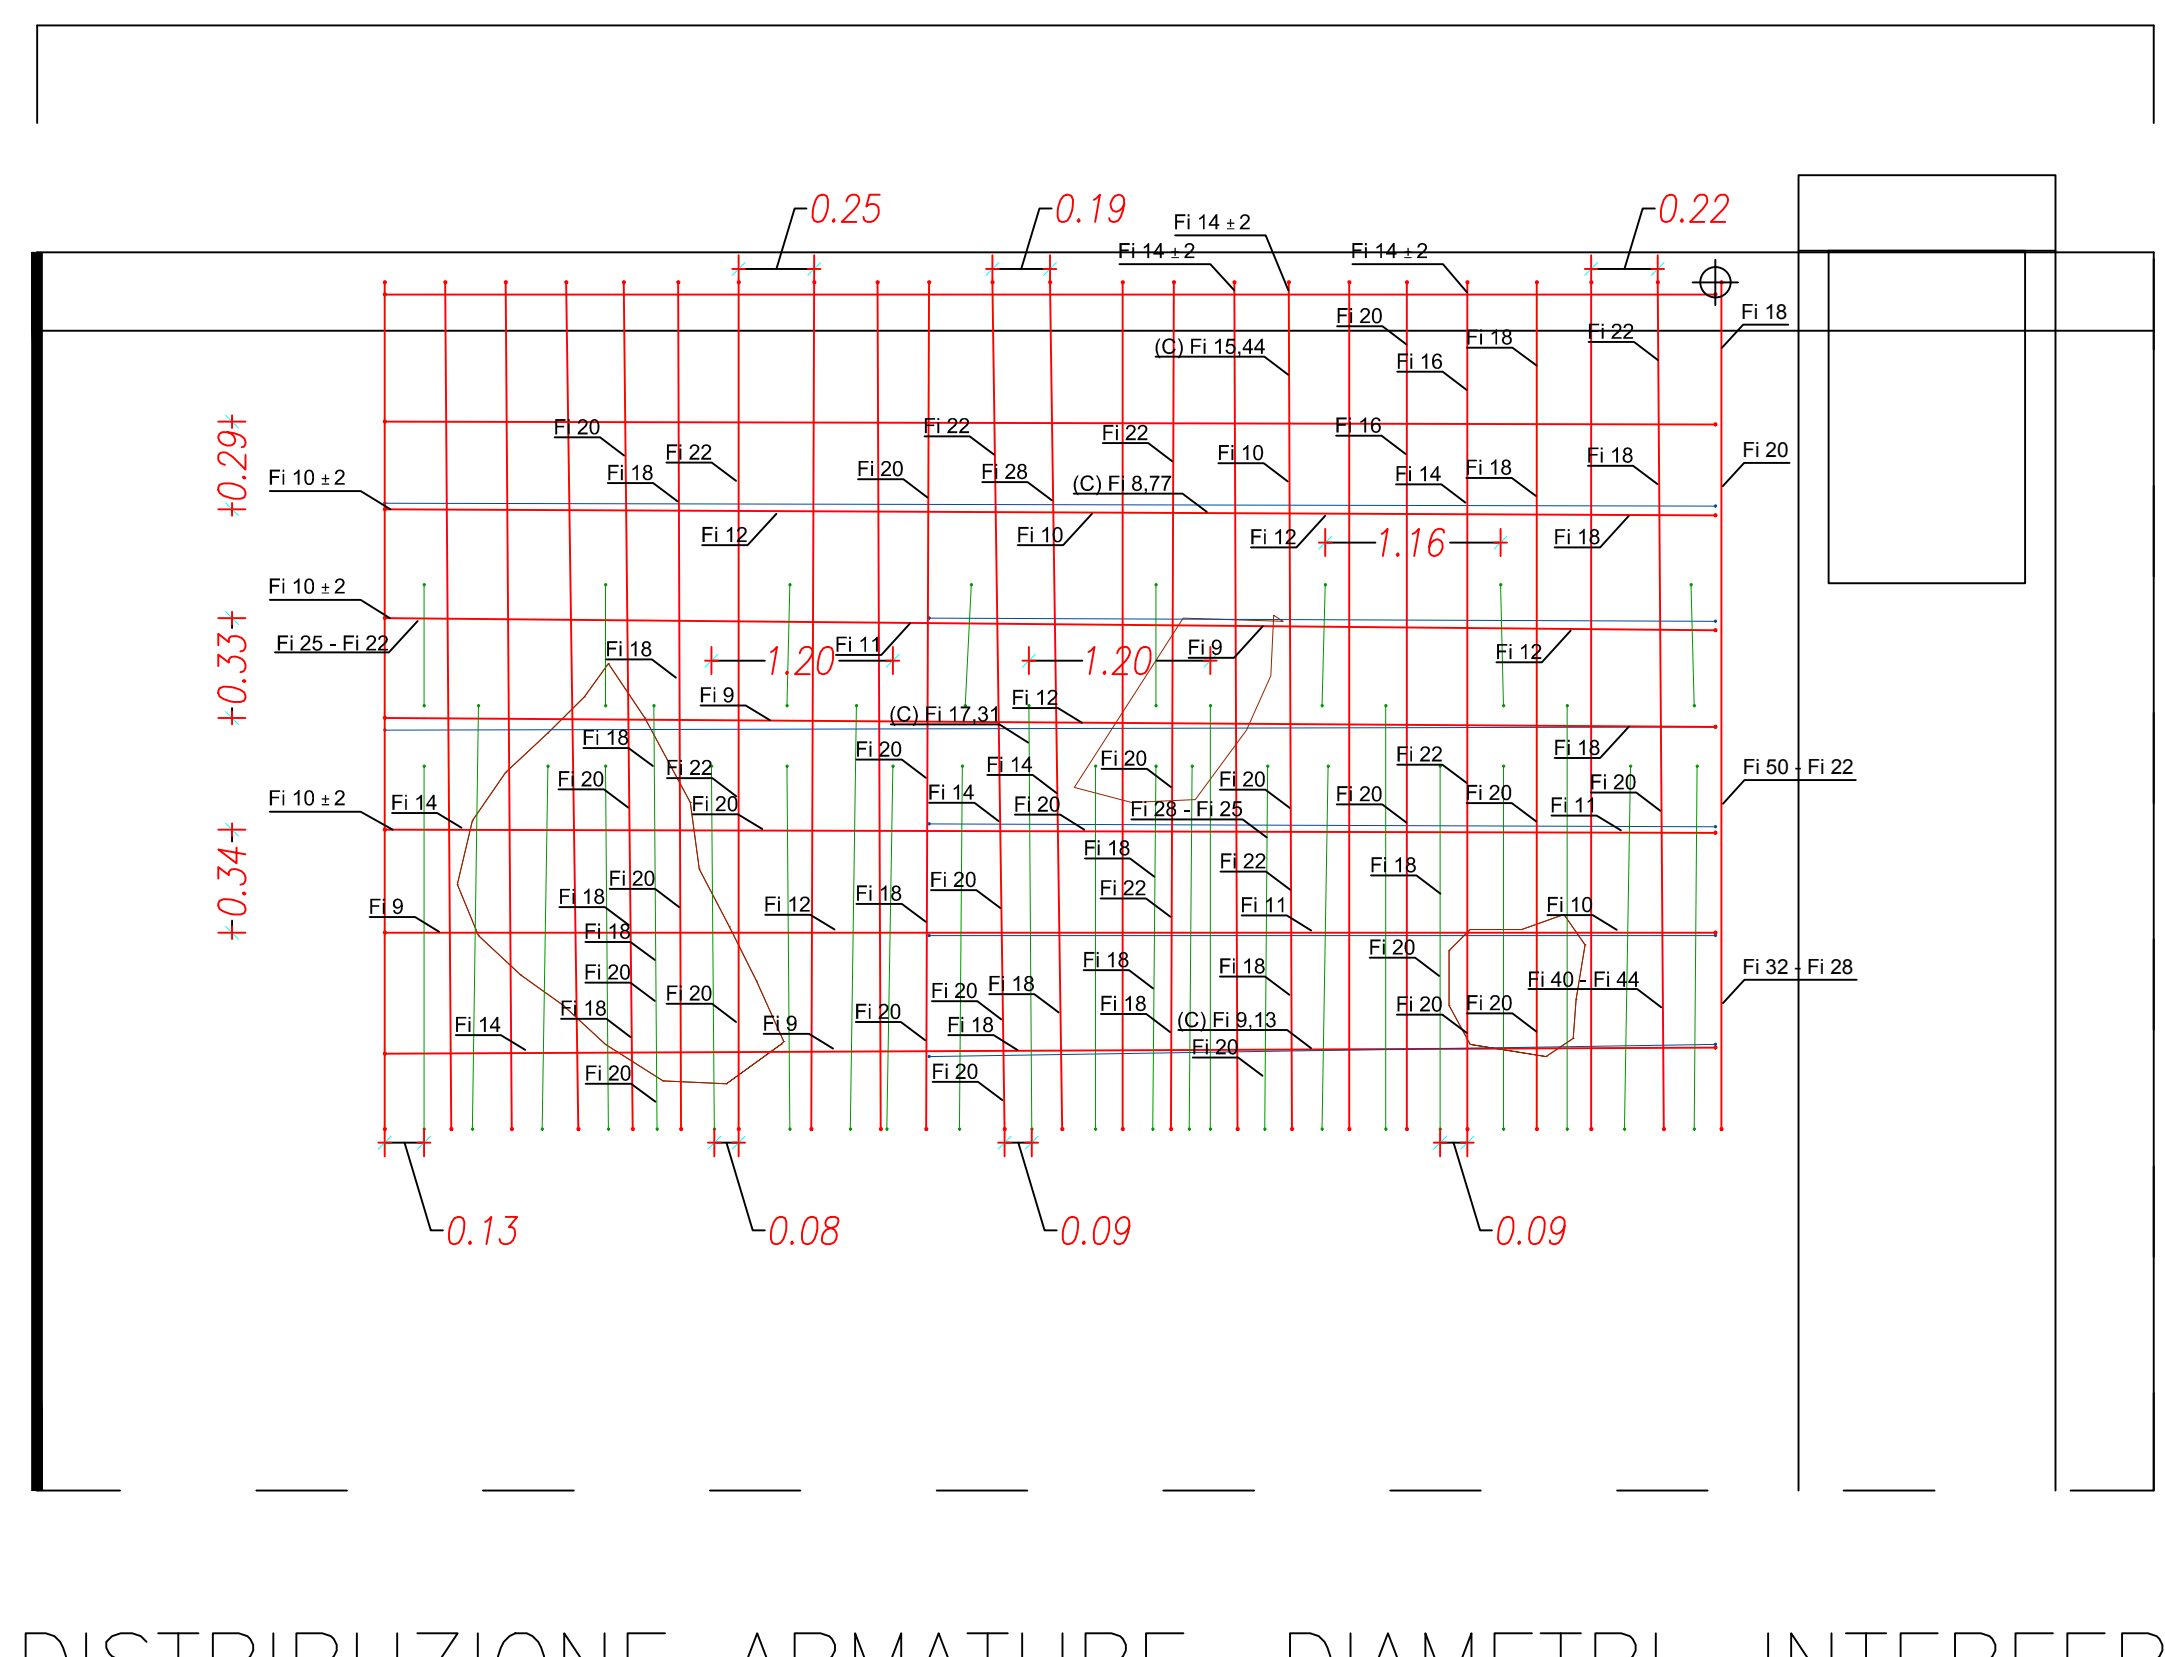 0.25
0.19
0.22
Fi 14 ± 2
Fi 14 ± 2
Fi 14 ± 2
Fi 18
Fi 20
Fi 22
(C) Fi 15,44
Fi 18
Fi 16
Fi 20
Fi 22
Fi 22
Fi 16
0.29
Fi 10 ± 2
Fi 18
Fi 22
Fi 20
Fi 28
Fi 10
Fi 14
Fi 18
Fi 18
Fi 20
(C) Fi 8,77
Fi 12
Fi 10
Fi 12
1.16
Fi 18
Fi 10 ± 2
0.33
Fi 25 - Fi 22
Fi 18
1.20
Fi 11
1.20
Fi 9
Fi 12
Fi 9
(C) Fi 17,31
Fi 12
Fi 18
Fi 20
Fi 22
Fi 18
Fi 22
Fi 14
Fi 20
Fi 50 - Fi 22
Fi 20
Fi 20
Fi 20
Fi 10 ± 2
Fi 14
Fi 20
Fi 14
Fi 20
Fi 28 - Fi 25
Fi 20
Fi 20
Fi 11
0.34
Fi 18
Fi 22
Fi 18
Fi 20
Fi 20
Fi 9
Fi 18
Fi 12
Fi 18
Fi 22
Fi 11
Fi 10
Fi 18
Fi 20
Fi 20
Fi 18
Fi 18
Fi 40 - Fi 44
Fi 32 - Fi 28
Fi 20
Fi 20
Fi 18
Fi 18
Fi 20
Fi 20
Fi 14
Fi 18
Fi 9
Fi 20
Fi 18
(C) Fi 9,13
Fi 20
Fi 20
Fi 20
0.13
0.08
0.09
0.09
DISTRIBUZIONE ARMATURE, DIAMETRI, INTERFER